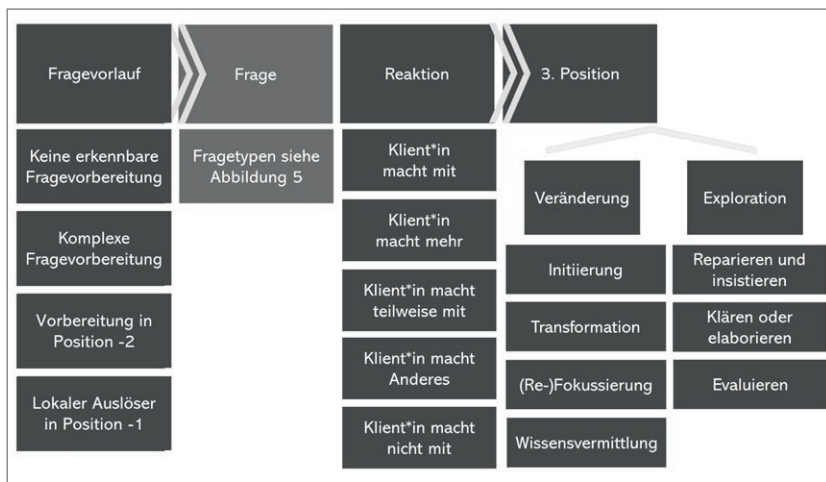 Fragevorlauf
Keine erkennbare
Fragevorbereitung
Komplexe
Fragevorbereitung
Vorbereitung in
Position -2
Lokaler Auslöser
in Position -1
Frage
Fragetypen siehe
Abbildung 5
Reaktion
Klient*in
macht mit
Klient*in
macht mehr
Klient*in macht
teilweise mit
Klient*in macht
Anderes
Klient*in macht
nicht mit
3. Position
Veränderung
Initiierung
Transformation
(Re-)Fokussierung
Wissensvermittlung
Exploration
Reparieren und
insistieren
Klären oder
elaborieren
Evaluieren